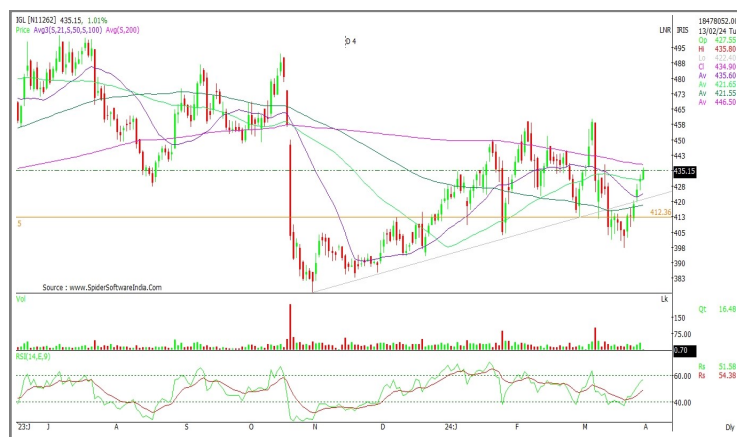 IGL [N11262] 435.15, 1.01%
Price Avg3(S,21,S,50,S,100) Avg(S,200)
O 4
LNR
IRIS
18478052.00
13/02/24 Tu
Op 427.55
Hi 435.80
Lo 422.40
Cl 434.90
Av 435.60
Av 421.65
Av 421.55
Av 446.50
495
488
480
473
465
458
450
443
435.15
428
420
413
405
398
390
383
412.36
5
Source : www.SpiderSoftwareIndia.Com
Vol
Lk
150
75.00
0.70
Qt 16.48
RSI(14,E,9)
60.00
40.00
Rs 51.58
Rs 54.38
'23:J J A S O N D 24:J F M A
Dly